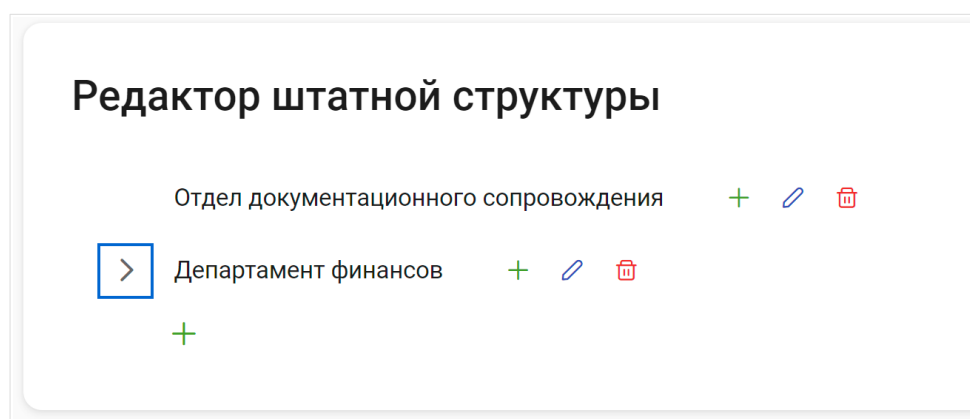 Редактор штатной структуры
Отдел документационного сопровождения
Департамент финансов